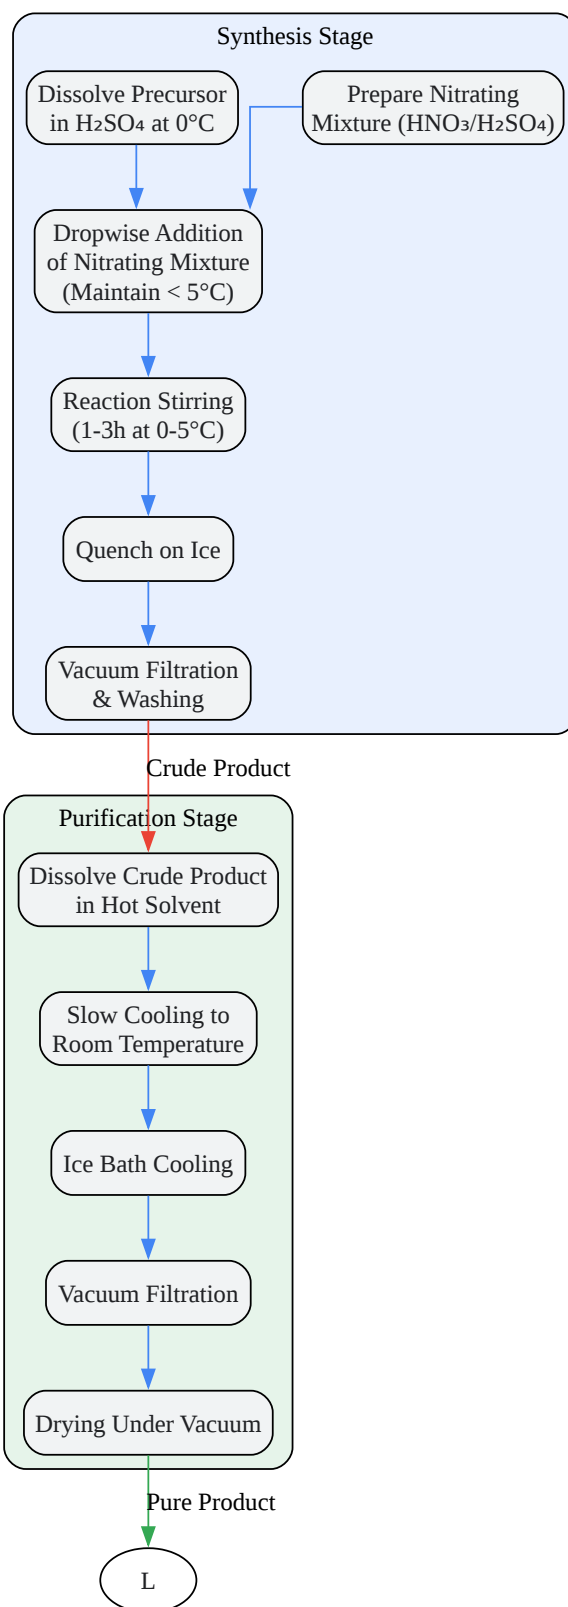 Synthesis Stage
Dissolve Precursor
in H₂SO₄ at 0°C
Prepare Nitrating
Mixture (HNO₃/H₂SO₄)
Dropwise Addition
of Nitrating Mixture
(Maintain < 5°C)
Reaction Stirring
(1-3h at 0-5°C)
Quench on Ice
Vacuum Filtration
& Washing
Crude Product
Purification Stage
Dissolve Crude Product
in Hot Solvent
Slow Cooling to
Room Temperature
Ice Bath Cooling
Vacuum Filtration
Drying Under Vacuum
Pure Product
L